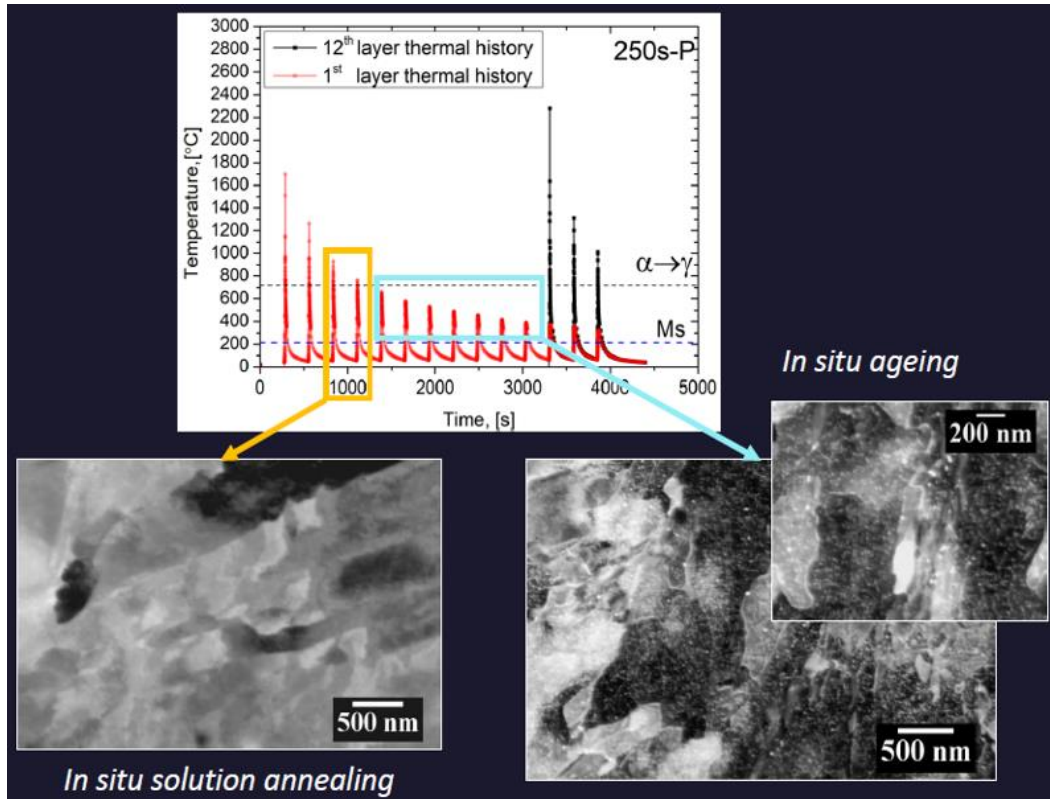 3000
2800
2600
2400
2200
2000
1800
1600
1400
1200
1000
800
600
400
200
0
Temperature,[°C]
12th layer thermal history
1st layer thermal history
250s-P
α→γ
Ms
0 1000 2000 3000 4000 5000
Time, [s]
In situ ageing
200 nm
500 nm
500 nm
In situ solution annealing